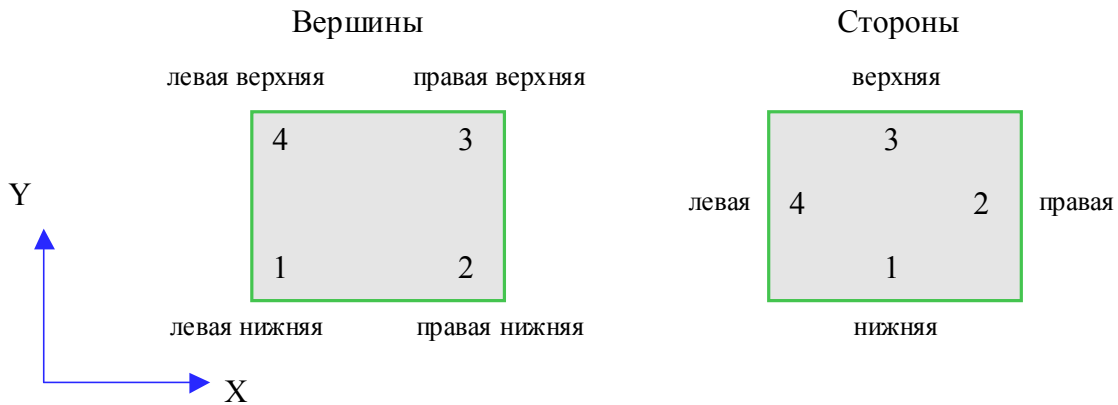 Вершины Стороны
левая верхняя правая верхняя верхняя
4 3 3
Y левая 4 2 правая
1 2 1
левая нижняя правая нижняя нижняя
X